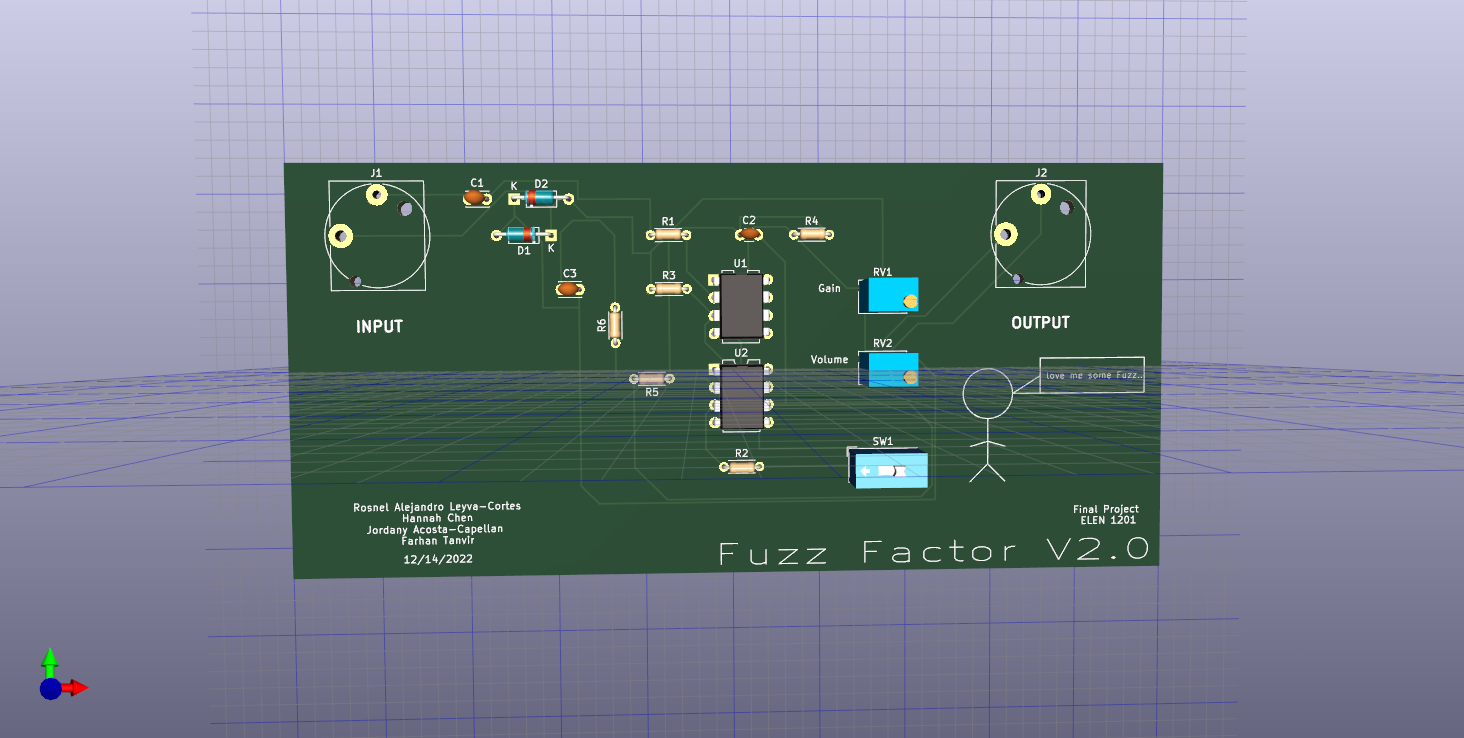 J1
J2
C1
K
D2
D1
K
R1
C2
R4
U1
C3
R3
RV1
Gain
R6
INPUT
OUTPUT
RV2
U2
Volume
love me some Fuzz..
R5
SW1
R2
Rosnel Alejandro Leyva-Cortes
Hannah Chen
Jordany Acosta-Capellan
Farhan Tanvir
12/14/2022
Final Project
ELEN 1201
Fuzz Factor V2.0